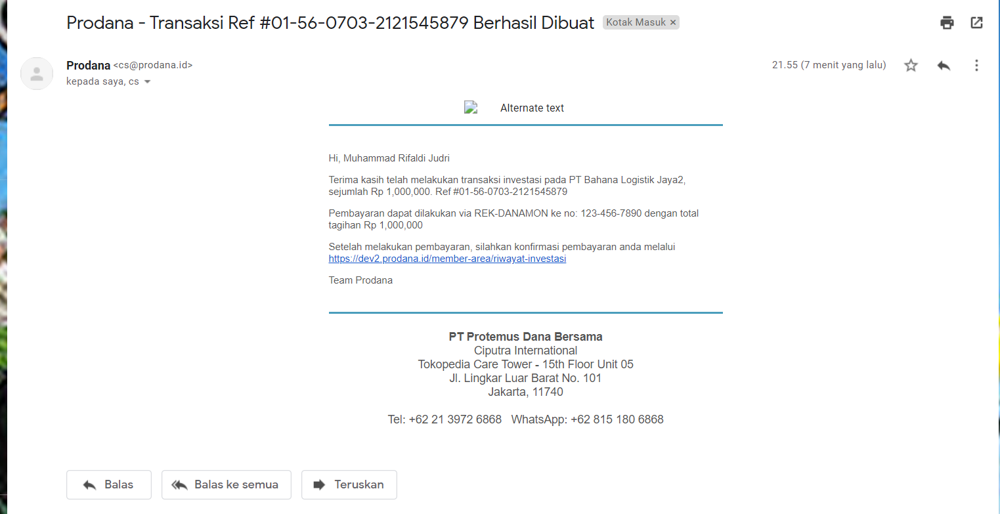 Prodana - Transaksi Ref #01-56-0703-2121545879 Berhasil Dibuat Kotak Masuk ×
Prodana <cs@prodana.id>
21.55 (7 menit yang lalu)
kepada saya, cs
Alternate text
Hi, Muhammad Rifaldi Judri
Terima kasih telah melakukan transaksi investasi pada PT Bahana Logistik Jaya2,
sejumlah Rp 1,000,000. Ref #01-56-0703-2121545879
Pembayaran dapat dilakukan via REK-DANAMON ke no: 123-456-7890 dengan total
tagihan Rp 1,000,000
Setelah melakukan pembayaran, silahkan konfirmasi pembayaran anda melalui
https://dev2.prodana.id/member-area/riwayat-investasi
Team Prodana
PT Protemus Dana Bersama
Ciputra International
Tokopedia Care Tower - 15th Floor Unit 05
Jl. Lingkar Luar Barat No. 101
Jakarta, 11740
Tel: +62 21 3972 6868 WhatsApp: +62 815 180 6868
Balas
Balas ke semua
Teruskan